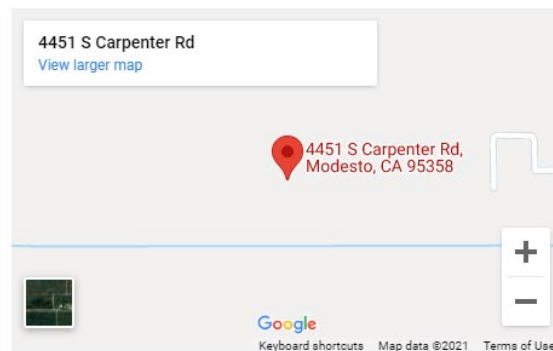 4451 S Carpenter Rd
View larger map
4451 S Carpenter Rd,
Modesto, CA 95358
+
−
Google
Keyboard shortcuts Map data ©2021 Terms of Use